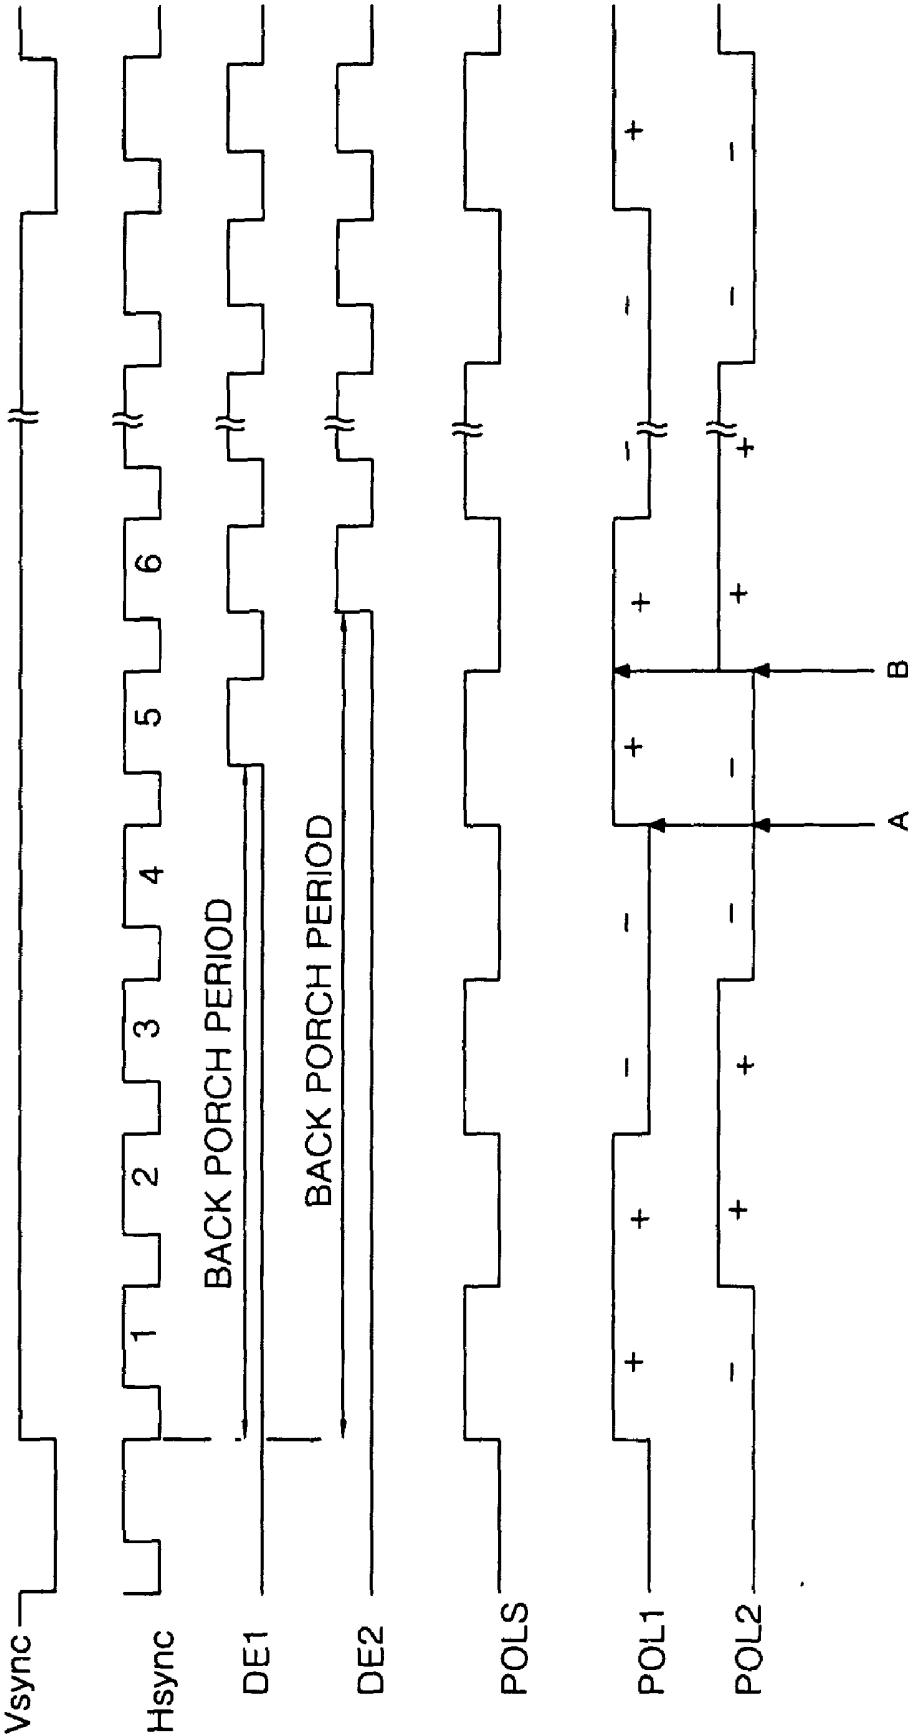 Vsync
Hsync
1 2 3 4 5 6
DE1
BACK PORCH PERIOD
DE2
BACK PORCH PERIOD
POLS
POL1
+ + − − + + − − +
POL2
− + + − − + + − −
A B